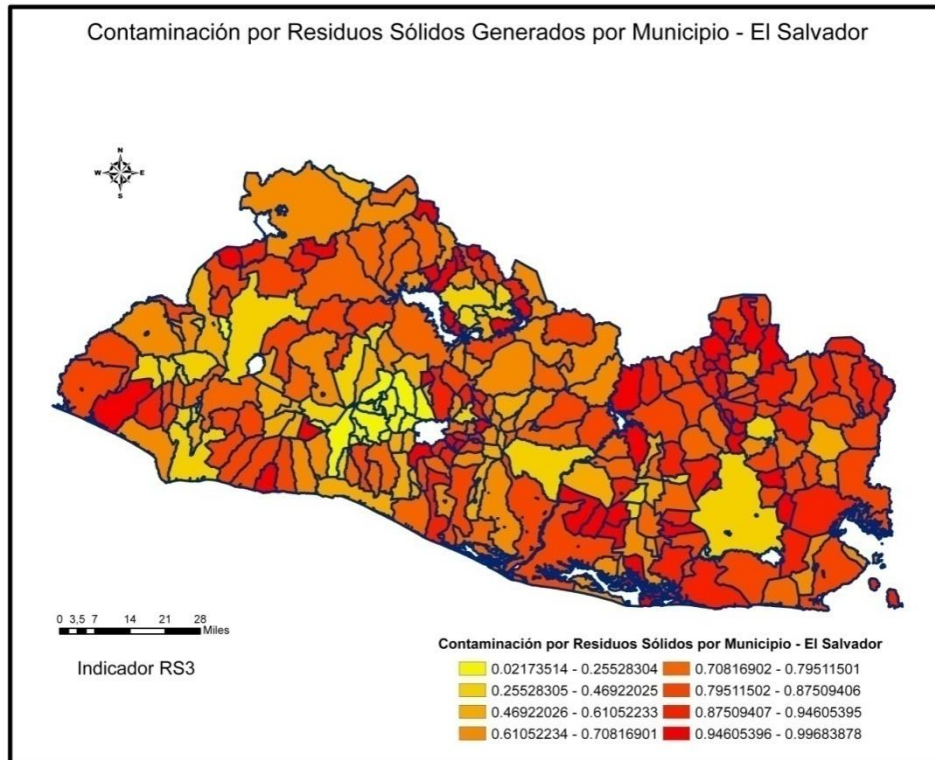 Contaminación por Residuos Sólidos Generados por Municipio - El Salvador
N
W E
S
0 3,5 7 14 21 28
Miles
Indicador RS3
Contaminación por Residuos Sólidos por Municipio - El Salvador
0.02173514 - 0.25528304
0.25528305 - 0.46922025
0.46922026 - 0.61052233
0.61052234 - 0.70816901
0.70816902 - 0.79511501
0.79511502 - 0.87509406
0.87509407 - 0.94605395
0.94605396 - 0.99683878